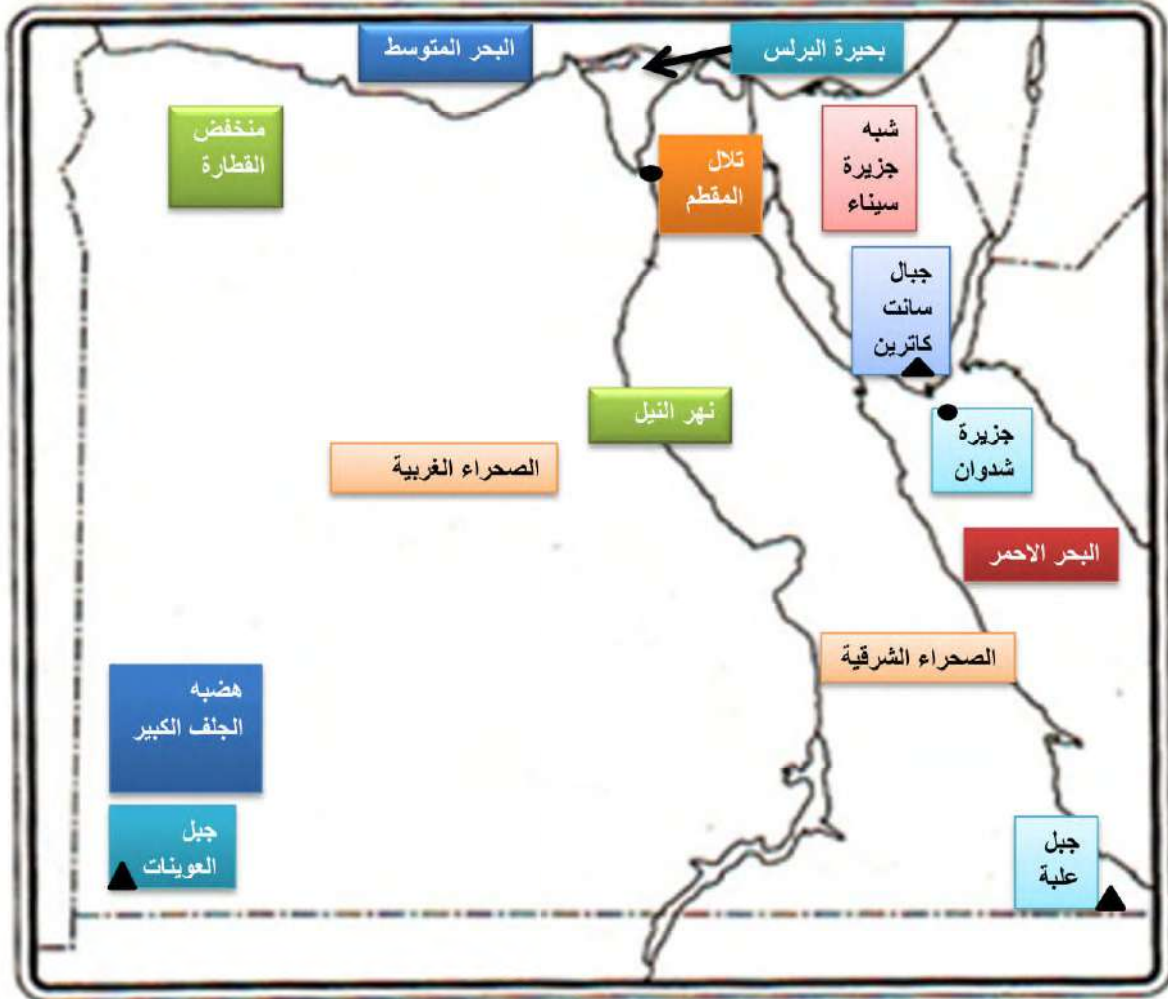 البحر المتوسط
بحيرة البرلس
منخفض
القطارة
تلال
المقطم
شبه
جزيرة
سيناء
جبال
سانت
كاترين
نهر النيل
جزيرة
شدوان
الصحراء الغربية
البحر الاحمر
الصحراء الشرقية
هضبه
الجلف الكبير
جبل
العوينات
جبل
علبة